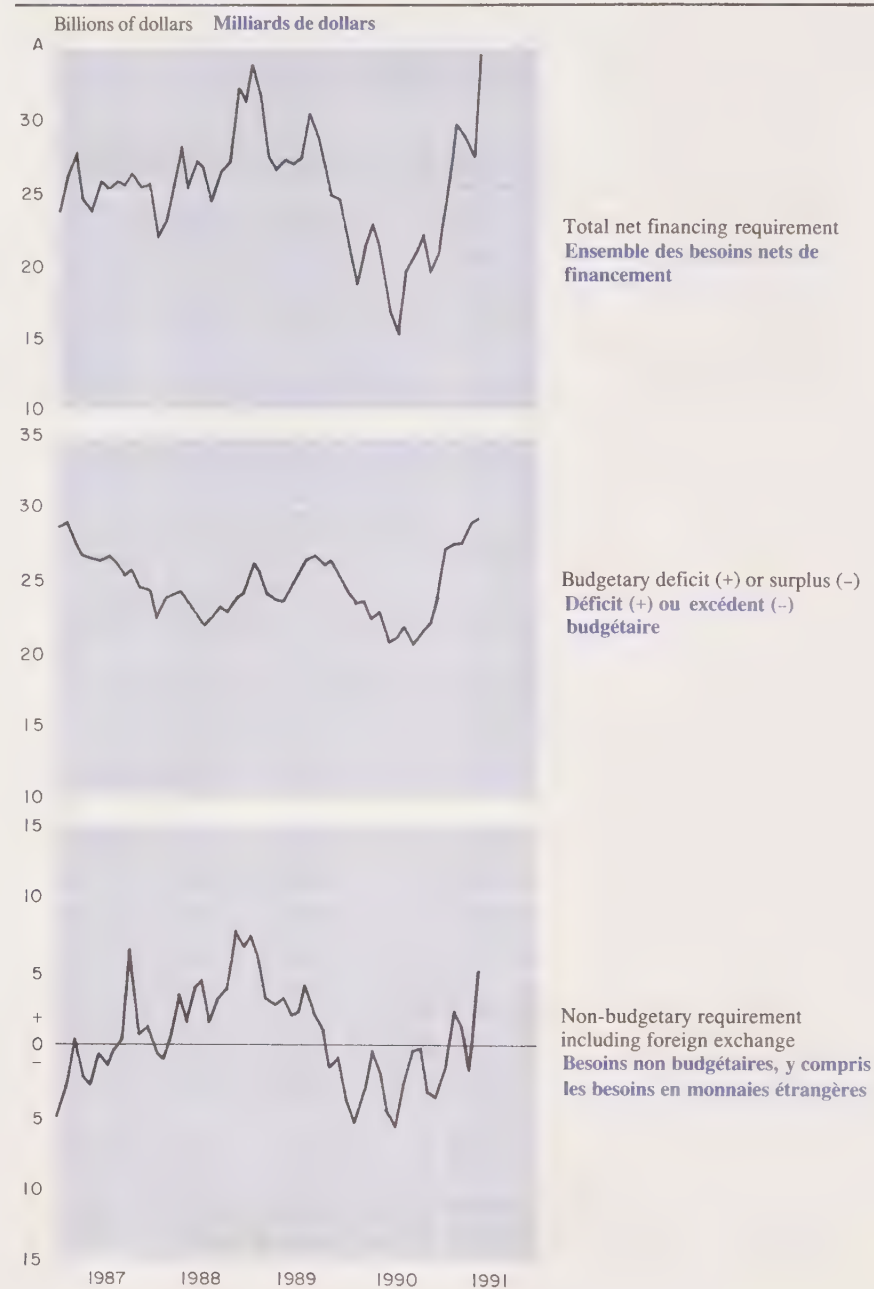 Billions of dollars Milliards de dollars
A
30
25
20
15
10
Total net financing requirement
Ensemble des besoins nets de
financement
35
30
25
20
15
10
Budgetary deficit (+) or surplus (-)
Déficit (+) ou excédent (-)
budgétaire
15
10
5
+
0
-
5
10
15
Non-budgetary requirement
including foreign exchange
Besoins non budgétaires, y compris
les besoins en monnaies étrangères
1987 1988 1989 1990 1991